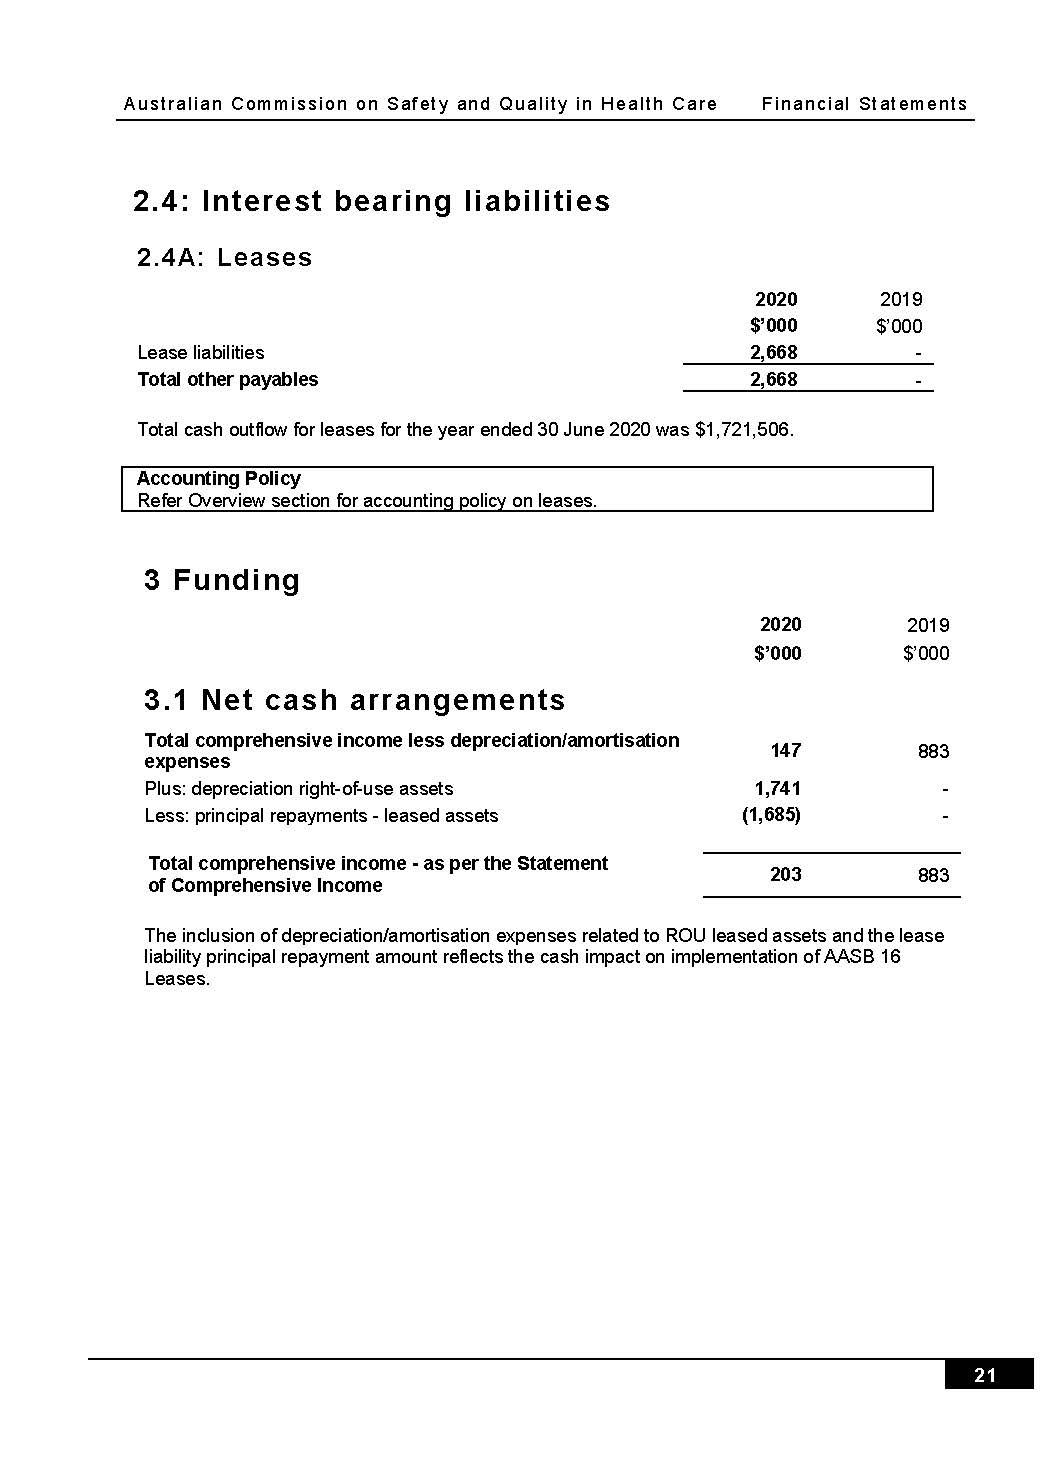 Australian Commission on Safety and Quality in Health Care Financial Statements
2.4: Interest bearing liabilities
2.4A: Leases
2020 2019
$’000 $’000
Lease liabilities 2,668 -
Total other payables 2,668 -
Total cash outflow for leases for the year ended 30 June 2020 was $1,721,506.
Accounting Policy
Refer Overview section for accounting policy on leases.
3 Funding
2020 2019
$’000 $’000
3.1 Net cash arrangements
Total comprehensive income less depreciation/amortisation
expenses 147 883
Plus: depreciation right-of-use assets 1,741 -
Less: principal repayments - leased assets (1,685) -
Total comprehensive income - as per the Statement
of Comprehensive Income 203 883
The inclusion of depreciation/amortisation expenses related to ROU leased assets and the lease
liability principal repayment amount reflects the cash impact on implementation of AASB 16
Leases.
21